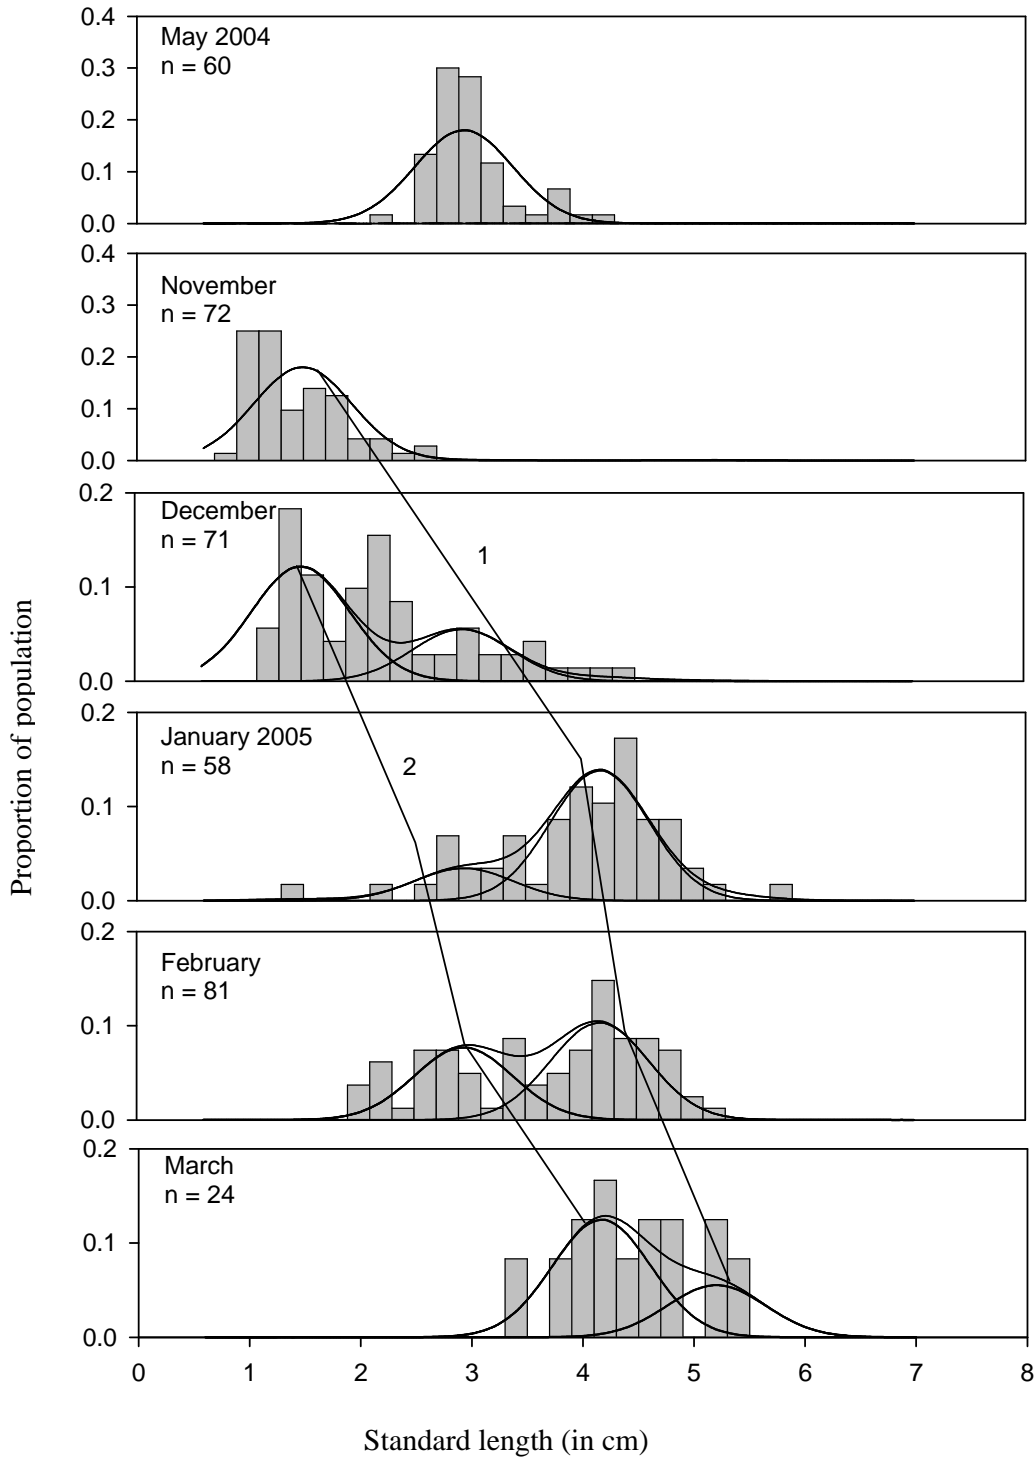 0.4
May 2004
n = 60
0.3
0.2
0.1
0.0
0.4
November
n = 72
0.3
0.2
0.1
0.0
0.2
December
n = 71
1
0.1
0.0
0.2
January 2005
n = 58
2
0.1
0.0
0.2
February
n = 81
0.1
0.0
0.2
March
n = 24
0.1
0.0
0 1 2 3 4 5 6 7 8
Standard length (in cm)
Proportion of population